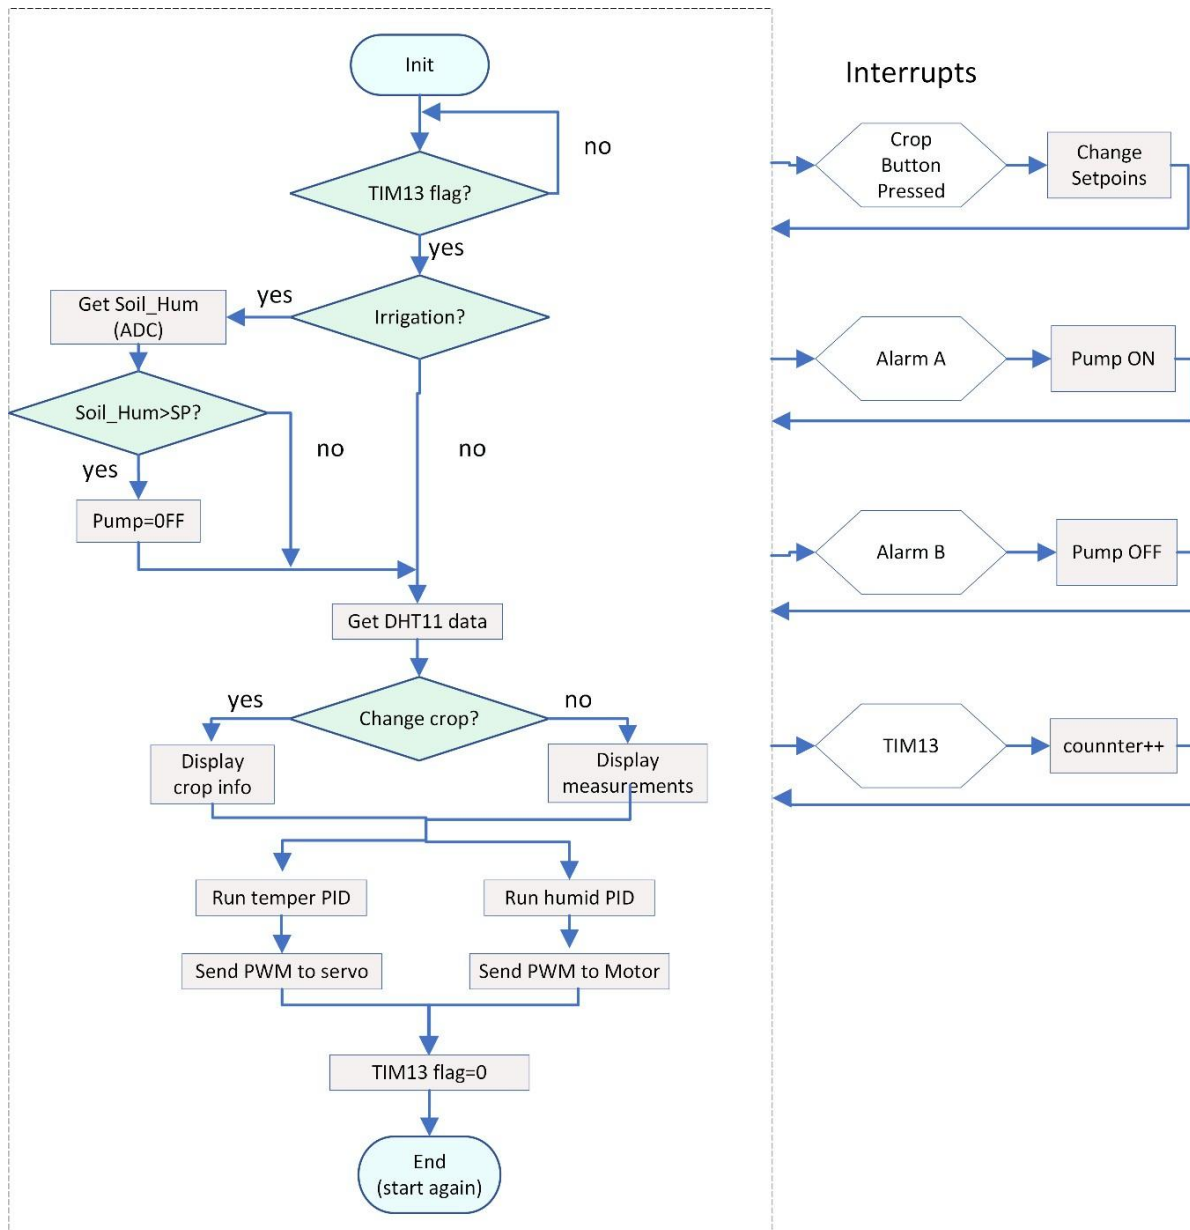 Init
no
TIM13 flag?
yes
Irrigation?
yes
Get Soil_Hum
(ADC)
Soil_Hum>SP?
no
no
yes
Pump=0FF
Get DHT11 data
Change crop?
yes
no
Display
crop info
Display
measurements
Run temper PID
Run humid PID
Send PWM to servo
Send PWM to Motor
TIM13 flag=0
End
(start again)
Interrupts
Crop
Button
Pressed
Change
Setpoins
Alarm A
Pump ON
Alarm B
Pump OFF
TIM13
counnter++